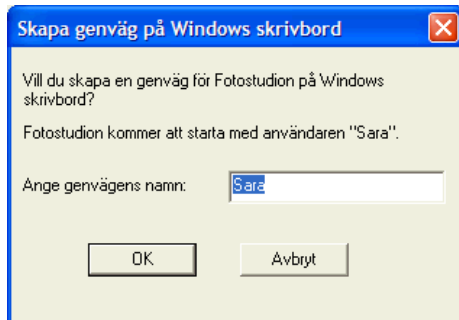 Skapa genväg på Windows skrivbord
Vill du skapa en genväg för Fotostudion på Windows
skrivbord?
Fotostudion kommer att starta med användaren "Sara".
Ange genvägens namn: Sara
OK Avbryt